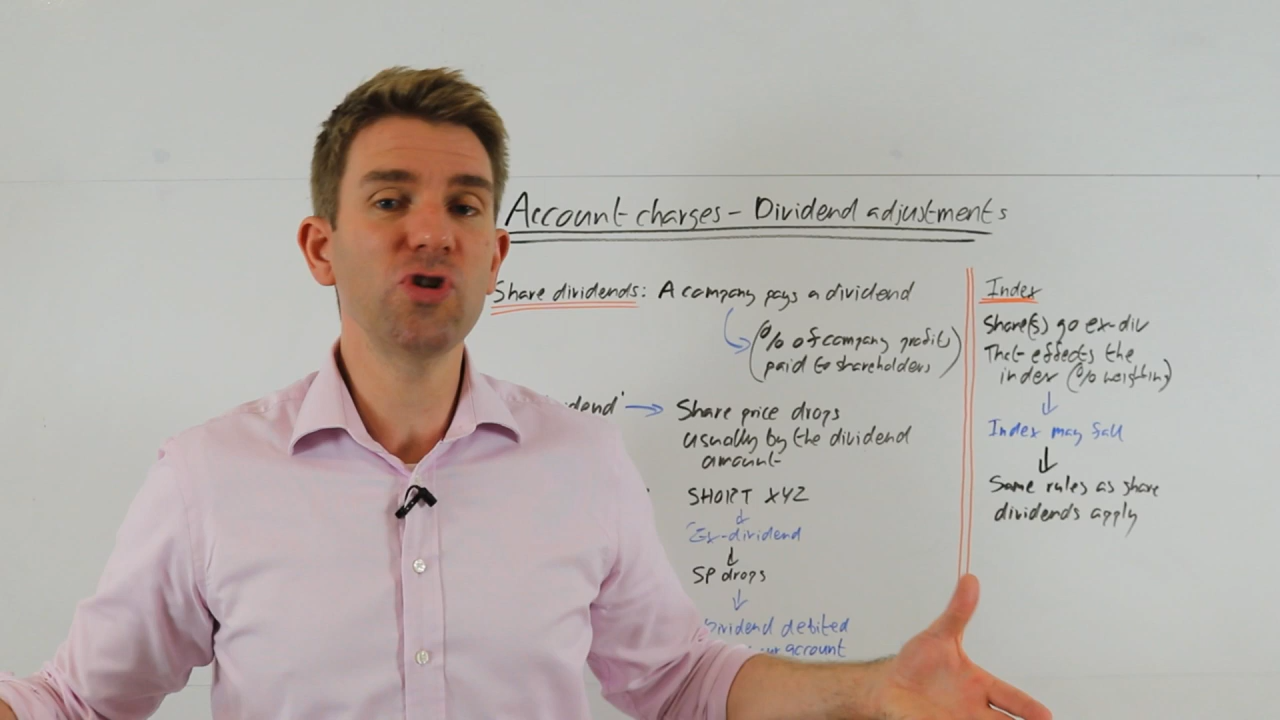 Account charges - Dividend adjustments
Share dividends: A company pays a dividend
(% of company profit
paid to shareholders)
Share price drops
usually by the dividend
amount
SHORT XYZ
'Ex-dividend
SP drops
Dividend debited
account
Index
Share(s) go ex-div
That effects the
index (% weighting)
Index may fall
Same rules as share
dividends apply